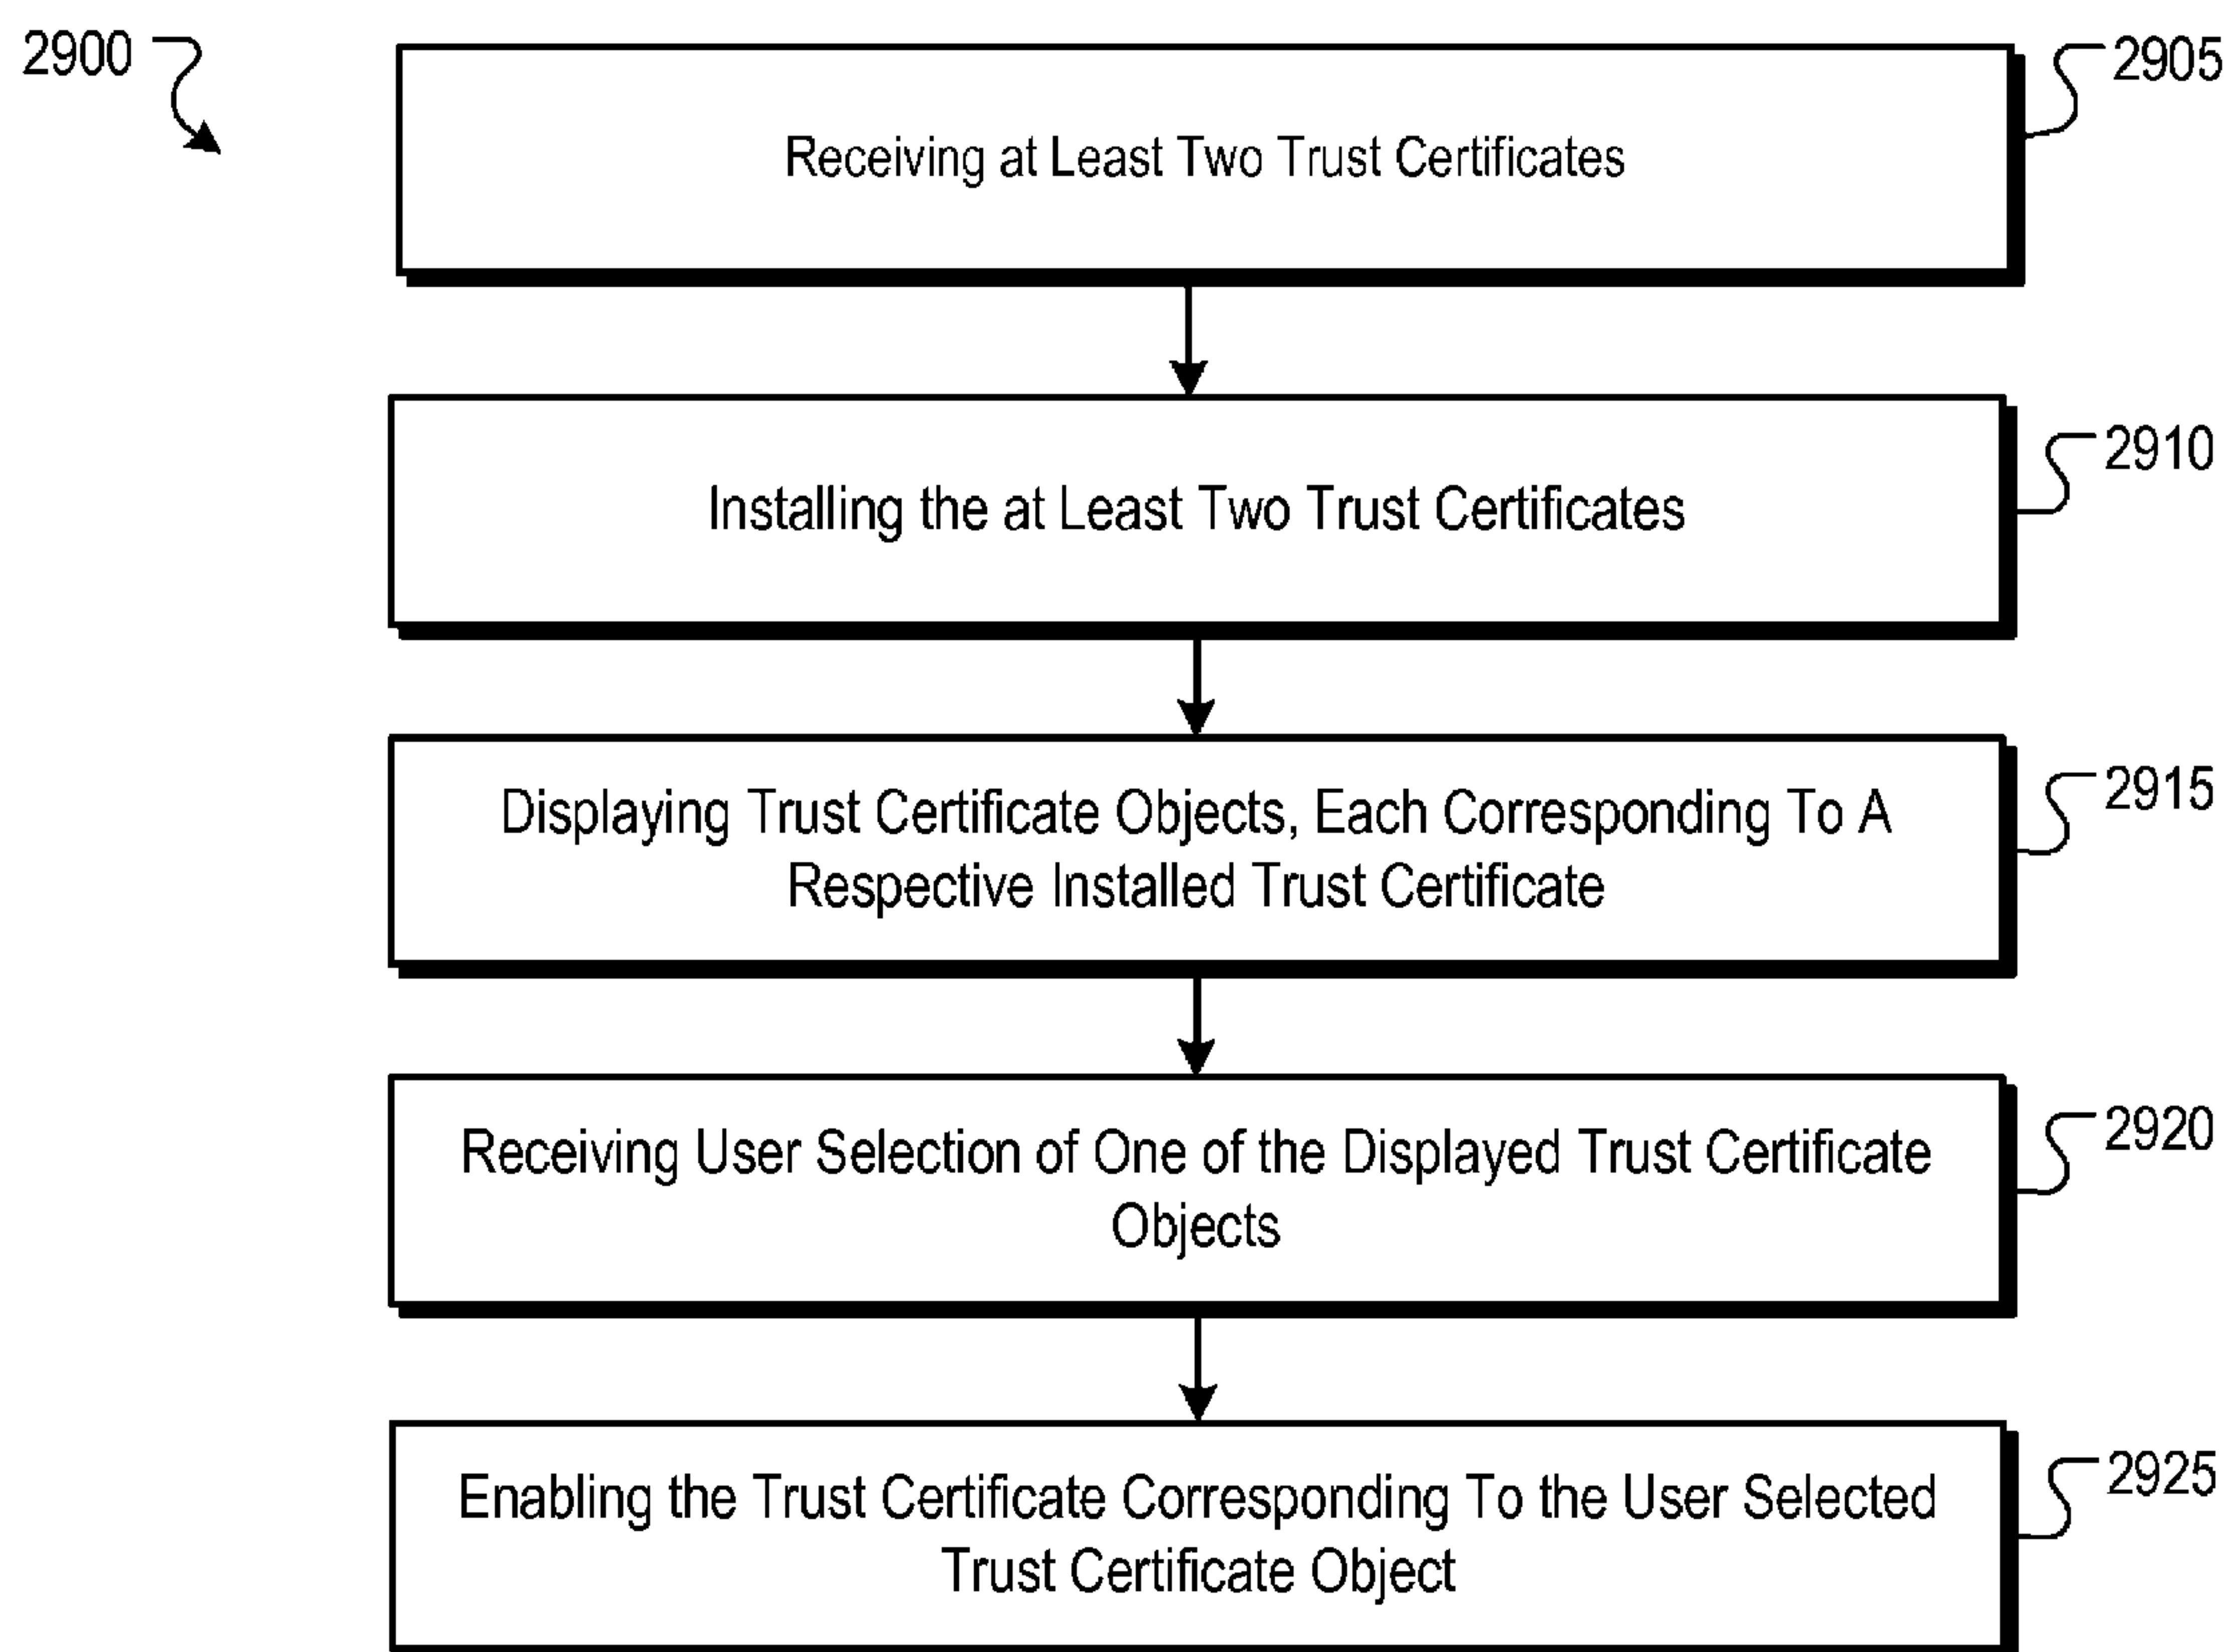 2900
2905
Receiving at Least Two Trust Certificates
2910
Installing the at Least Two Trust Certificates
2915
Displaying Trust Certificate Objects, Each Corresponding To A
Respective Installed Trust Certificate
2920
Receiving User Selection of One of the Displayed Trust Certificate
Objects
2925
Enabling the Trust Certificate Corresponding To the User Selected
Trust Certificate Object